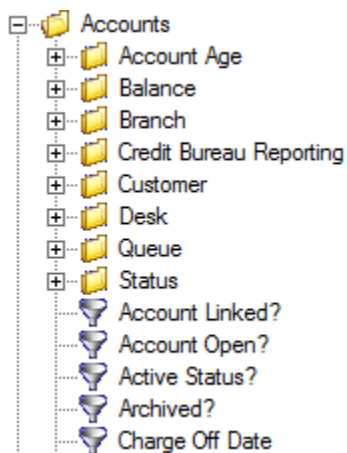 Accounts
Account Age
Balance
Branch
Credit Bureau Reporting
Customer
Desk
Queue
Status
Account Linked?
Account Open?
Active Status?
Archived?
Charge Off Date